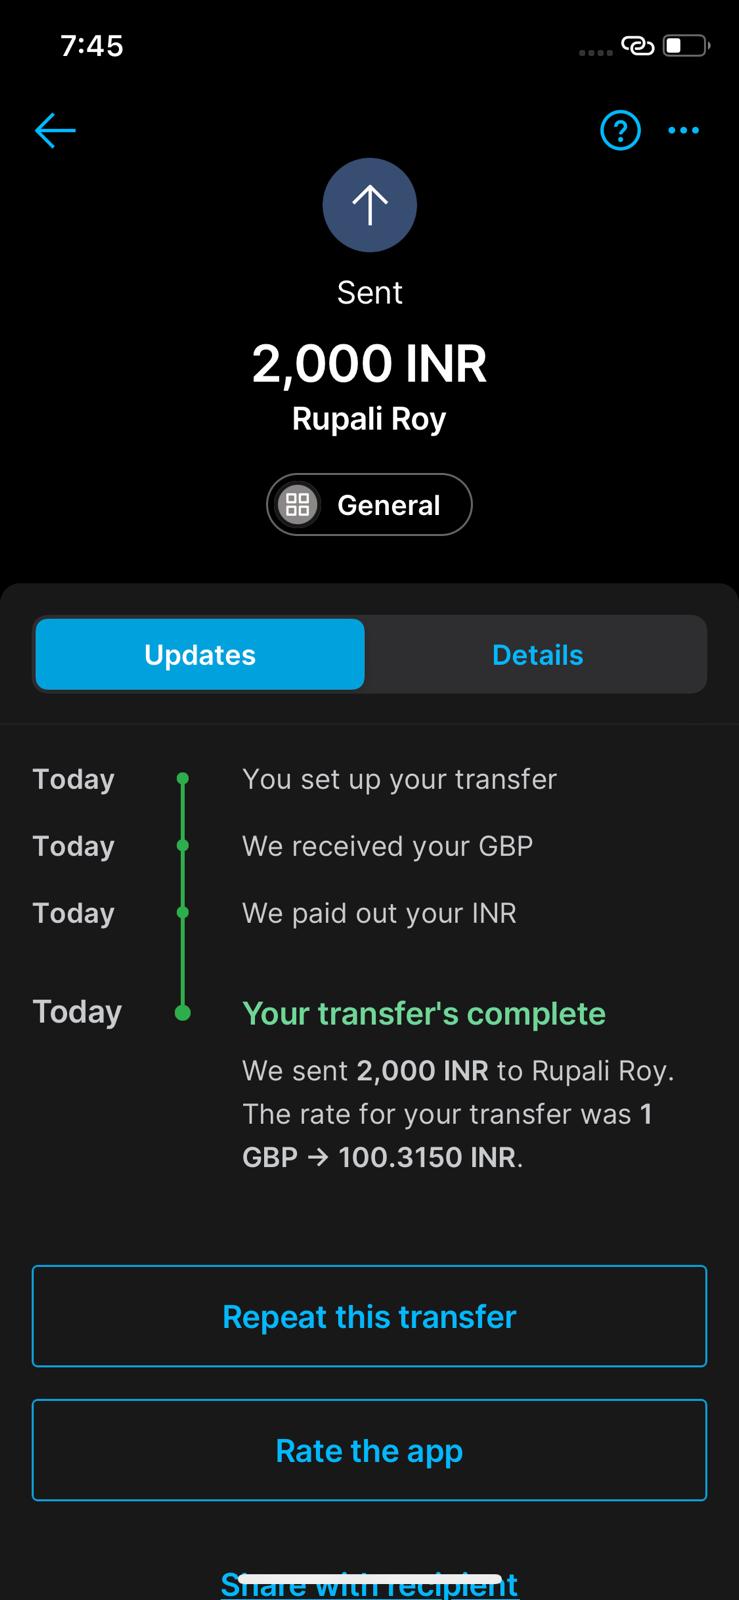 7:45
Sent
2,000 INR
Rupali Roy
General
Updates
Details
Today
You set up your transfer
Today
We received your GBP
Today
We paid out your INR
Today
Your transfer's complete
We sent 2,000 INR to Rupali Roy.
The rate for your transfer was 1
GBP → 100.3150 INR.
Repeat this transfer
Rate the app
Share with recipient